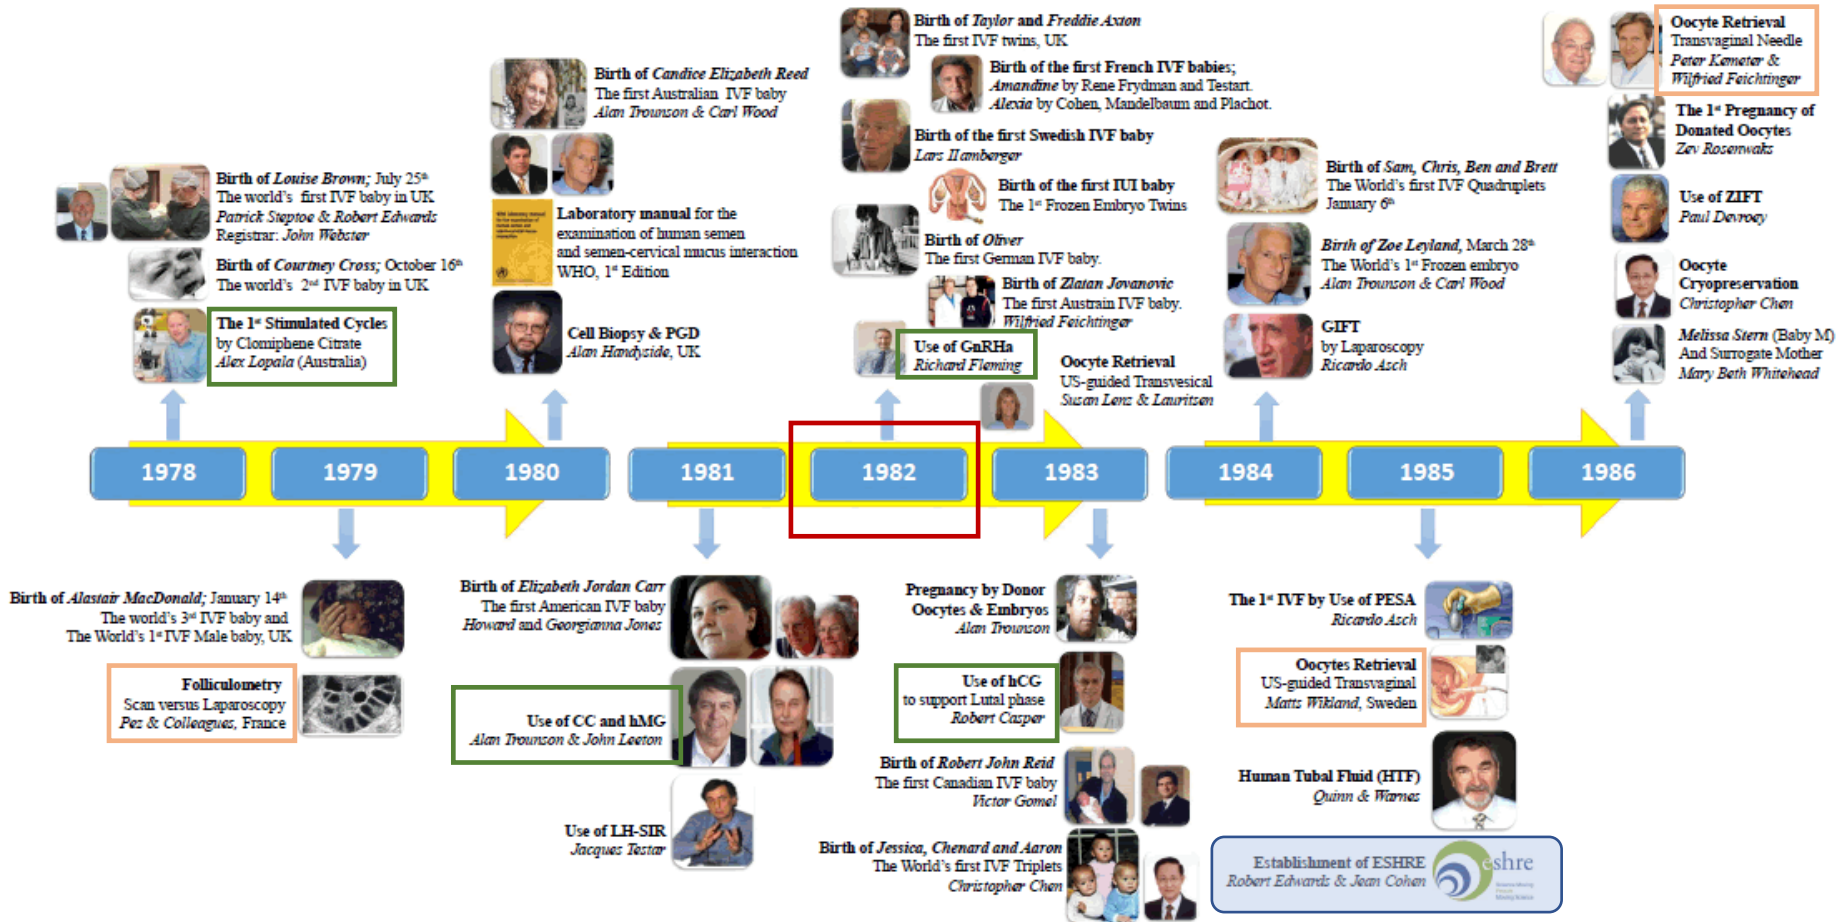 Birth of Louise Brown; July 25th
The world's first IVF baby in UK
Patrick Steptoe & Robert Edwards
Registrar: John Webster
Birth of Courtney Cross; October 16th
The world's 2nd IVF baby in UK
The 1st Stimulated Cycles
by Clomiphene Citrate
Alex Lopala (Australia)
Birth of Candice Elizabeth Reed
The first Australian IVF baby
Alan Trounson & Carl Wood
Laboratory manual for the
examination of human semen
and semen-cervical mucus interaction
WHO, 1st Edition
Cell Biopsy & PGD
Alan Handyside, UK
Birth of Taylor and Freddie Axton
The first IVF twins, UK
Birth of the first French IVF babies;
Amandine by Rene Frydman and Testart.
Alexia by Cohen, Mandelbaum and Plachot.
Birth of the first Swedish IVF baby
Lars Hamberger
Birth of the first IUI baby
The 1st Frozen Embryo Twins
Birth of Oliver
The first German IVF baby.
Birth of Zlatan Jovanovic
The first Austrain IVF baby.
Wilfried Feichtinger
Use of GnRHa
Richard Fleming
Oocyte Retrieval
US-guided Transvesical
Susan Lenz & Lauritsen
Birth of Sam, Chris, Ben and Brett
The World's first IVF Quadruplets
January 6th
Birth of Zoe Leyland, March 28th
The World's 1st Frozen embryo
Alan Trounson & Carl Wood
GIFT
by Laparoscopy
Ricardo Asch
Oocyte Retrieval
Transvaginal Needle
Peter Kemeter &
Wilfried Feichtinger
The 1st Pregnancy of
Donated Oocytes
Zev Rosenwaks
Use of ZIFT
Paul Devroey
Oocyte
Cryopreservation
Christopher Chen
Melissa Stern (Baby M)
And Surrogate Mother
Mary Beth Whitehead
1978
1979
1980
1981
1982
1983
1984
1985
1986
Birth of Alastair MacDonald; January 14th
The world's 3rd IVF baby and
The World's 1st IVF Male baby, UK
Folliculometry
Scan versus Laparoscopy
Pez & Colleagues, France
Birth of Elizabeth Jordan Carr
The first American IVF baby
Howard and Georgianna Jones
Use of CC and hMG
Alan Trounson & John Leeton
Use of LH-SIR
Jacques Testar
Pregnancy by Donor
Oocytes & Embryos
Alan Trounson
Use of hCG
to support Lutal phase
Robert Casper
Birth of Robert John Reid
The first Canadian IVF baby
Victor Gomel
Birth of Jessica, Chenard and Aaron
The World's first IVF Triplets
Christopher Chen
The 1st IVF by Use of PESA
Ricardo Asch
Oocytes Retrieval
US-guided Transvaginal
Matts Wikland, Sweden
Human Tubal Fluid (HTF)
Quinn & Warnes
Establishment of ESHRE
Robert Edwards & Jean Cohen
eshre